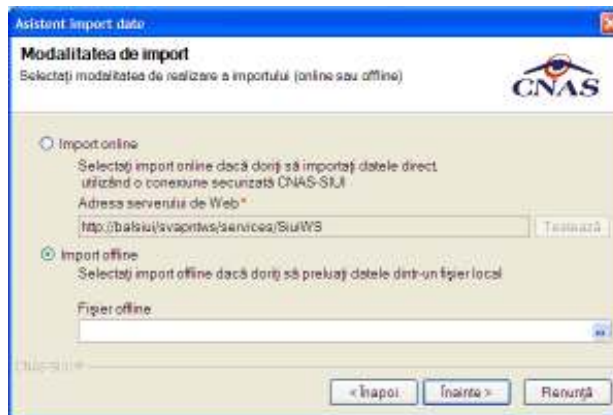 Asistent import date
Modalitatea de import
Selectați modalitatea de realizare a importului (online sau offline)
CNAS
Import online
Selectați import online dacă doriți să importați datele direct,
utilizând o conexiune securizată CNAS-SIUI
Adresa serverului de Web*
http://balsiui/svapntws/services/SiuiWS
Testează
Import offline
Selectați import offline dacă doriți să preluați datele dintr-un fișier local
Fișier offline
...
CNAS-SIUI
< Înapoi
Înainte >
Renunță